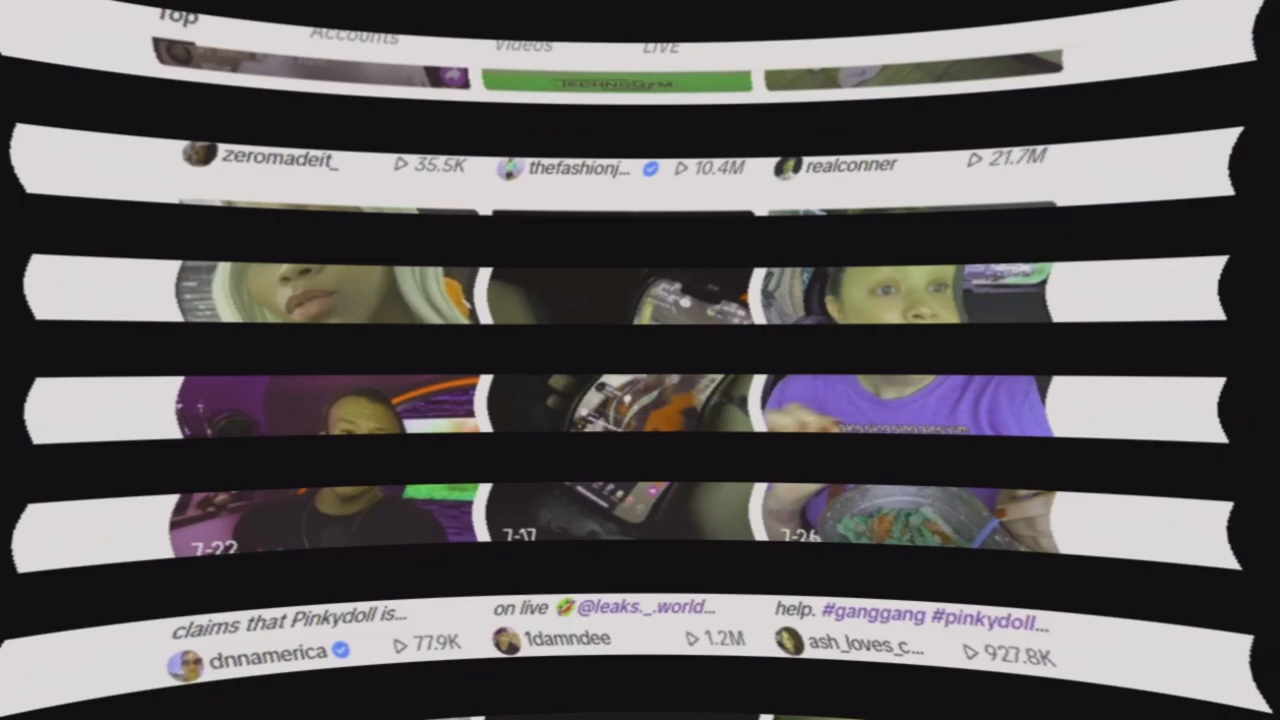 Top
Accounts
Videos
LIVE
TECHNOGYM
zeromadeit_ 35.5K
thefashionj... 10.4M
realconner 21.7M
7-22
7-17
7-26
claims that Pinkydoll is...
on live 🤣@leaks._.world...
help. #ganggang #pinkydoll...
dnnamerica 77.9K
1damndee 1.2M
ash_loves_c... 927.8K